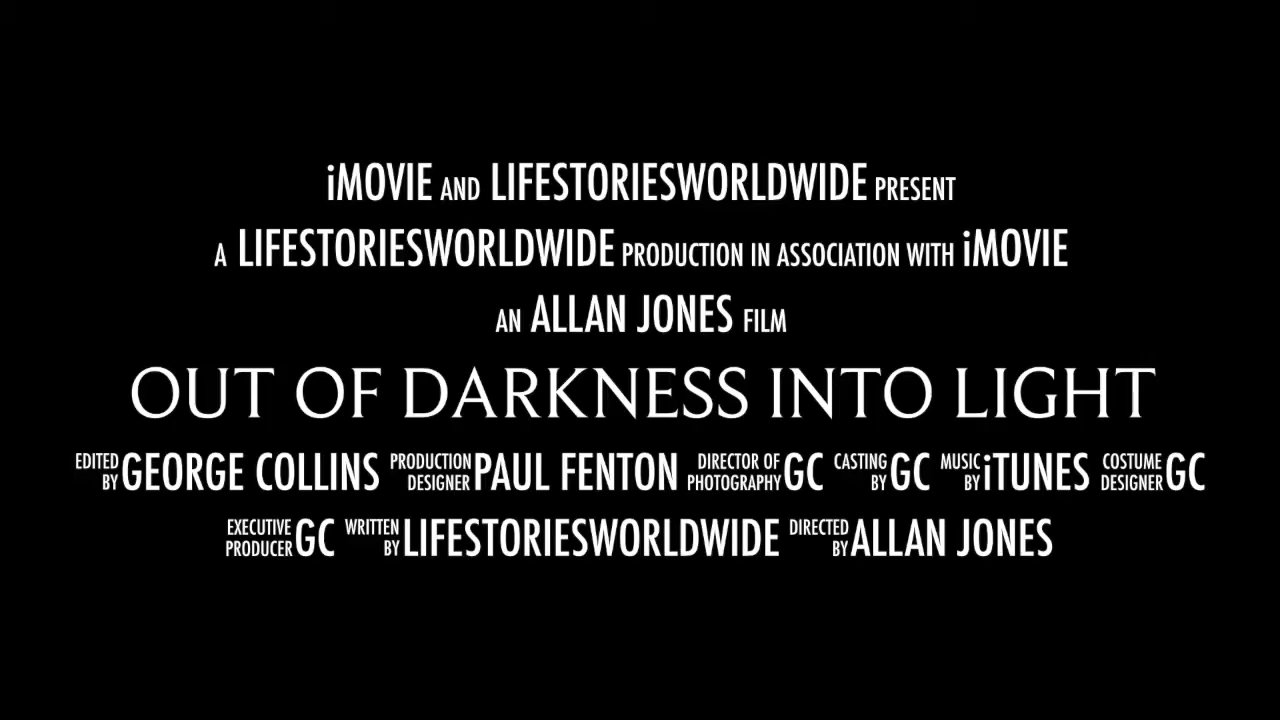 iMOVIE AND LIFESTORIESWORLDWIDE PRESENT
A LIFESTORIESWORLDWIDE PRODUCTION IN ASSOCIATION WITH iMOVIE
AN ALLAN JONES FILM
OUT OF DARKNESS INTO LIGHT
EDITED BY GEORGE COLLINS PRODUCTION DESIGNER PAUL FENTON DIRECTOR OF PHOTOGRAPHY GC CASTING BY GC MUSIC BY iTUNES COSTUME DESIGNER GC
EXECUTIVE PRODUCER GC WRITTEN BY LIFESTORIESWORLDWIDE DIRECTED BY ALLAN JONES